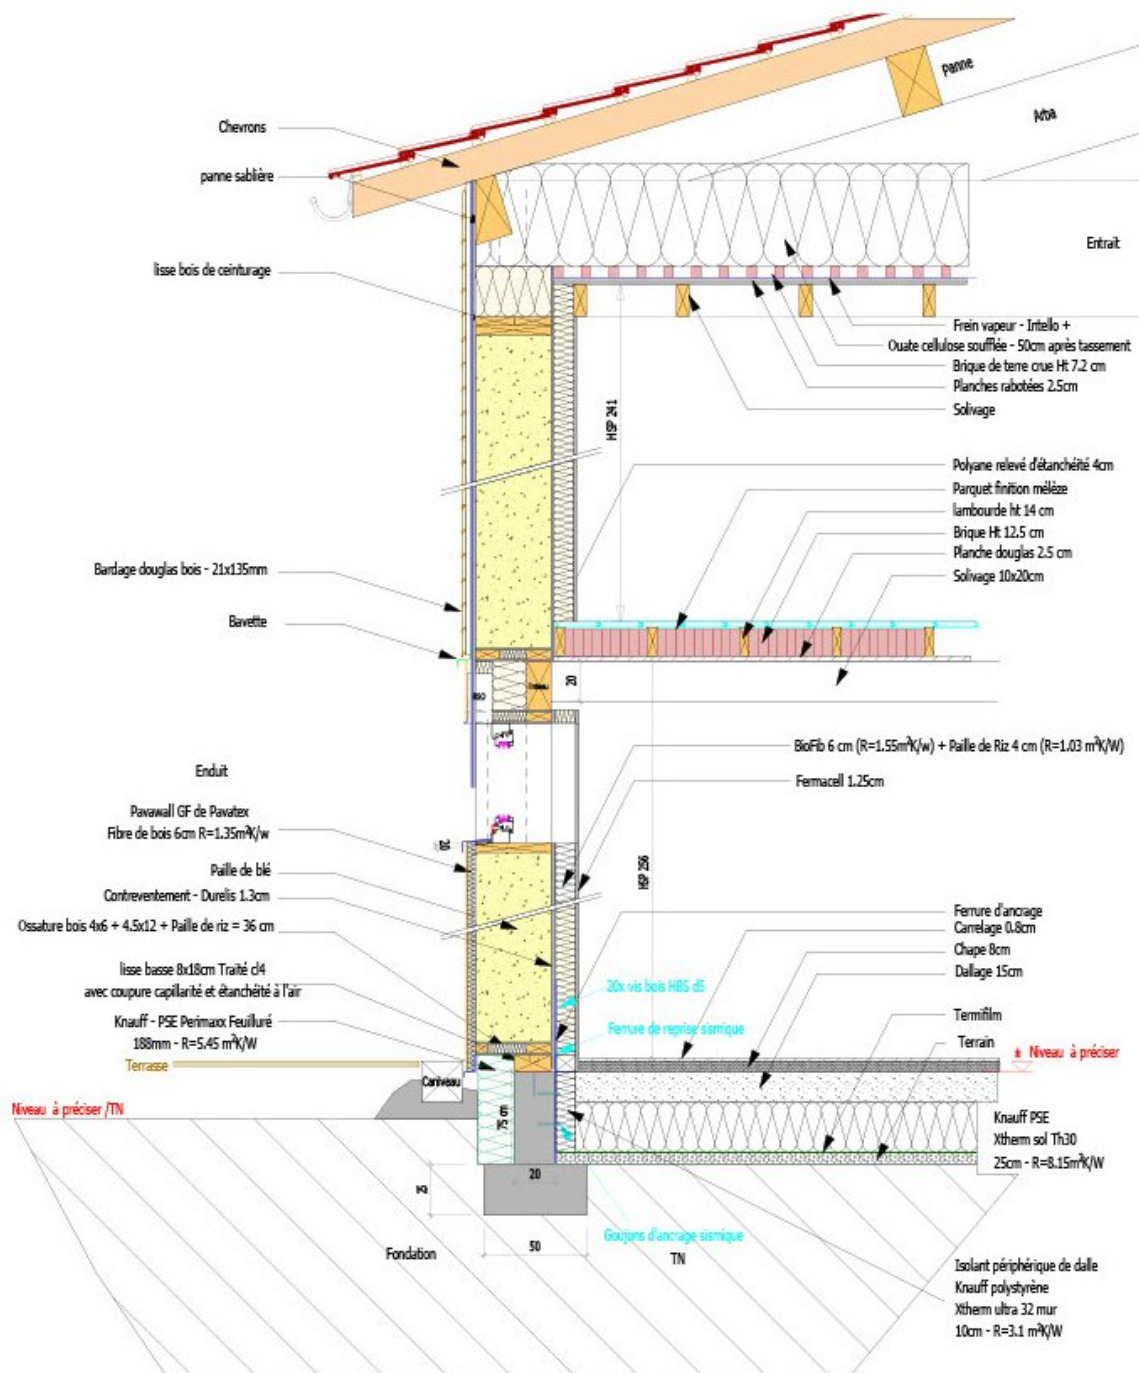 Panne
Arba
Chevrons
panne sablière
Entrait
lisse bois de ceinturage
Frein vapeur - Intello +
Ouate cellulose soufflée - 50cm après tassement
Brique de terre crue Ht 7.2 cm
Planches rabotées 2.5cm
Solivage
HSP 241
Polyane relevé d'étanchéité 4cm
Parquet finition mélèze
lambourde ht 14 cm
Brique Ht 12.5 cm
Planche douglas 2.5 cm
Solivage 10x20cm
Bardage douglas bois - 21x135mm
Bavette
20
BioFib 6 cm (R=1.55m²K/w) + Paille de Riz 4 cm (R=1.03 m²K/W)
Fermacell 1.25cm
Enduit
Pavawall GF de Pavatex
Fibre de bois 6cm R=1.35m²K/w
20
HSP 256
Paille de blé
Contreventement - Durelis 1.3cm
Ossature bois 4x6 + 4.5x12 + Paille de riz = 36 cm
lisse basse 8x18cm Traité cl4
avec coupure capillarité et étanchéité à l'air
Knauff - PSE Perimaxx Feuilluré
188mm - R=5.45 m²K/W
Ferrure d'ancrage
Carrelage 0.8cm
Chape 8cm
Dallage 15cm
Termifilm
Terrain
20x vis bois HBS d5
Ferrure de reprise sismique
± Niveau à préciser
Terrasse
Caniveau
Niveau à préciser /TN
75 cm
Knauff PSE
Xtherm sol Th30
25cm - R=8.15m²K/W
20
25
50
Goujons d'ancrage sismique
TN
Fondation
Isolant périphérique de dalle
Knauff polystyrène
Xtherm ultra 32 mur
10cm - R=3.1 m²K/W